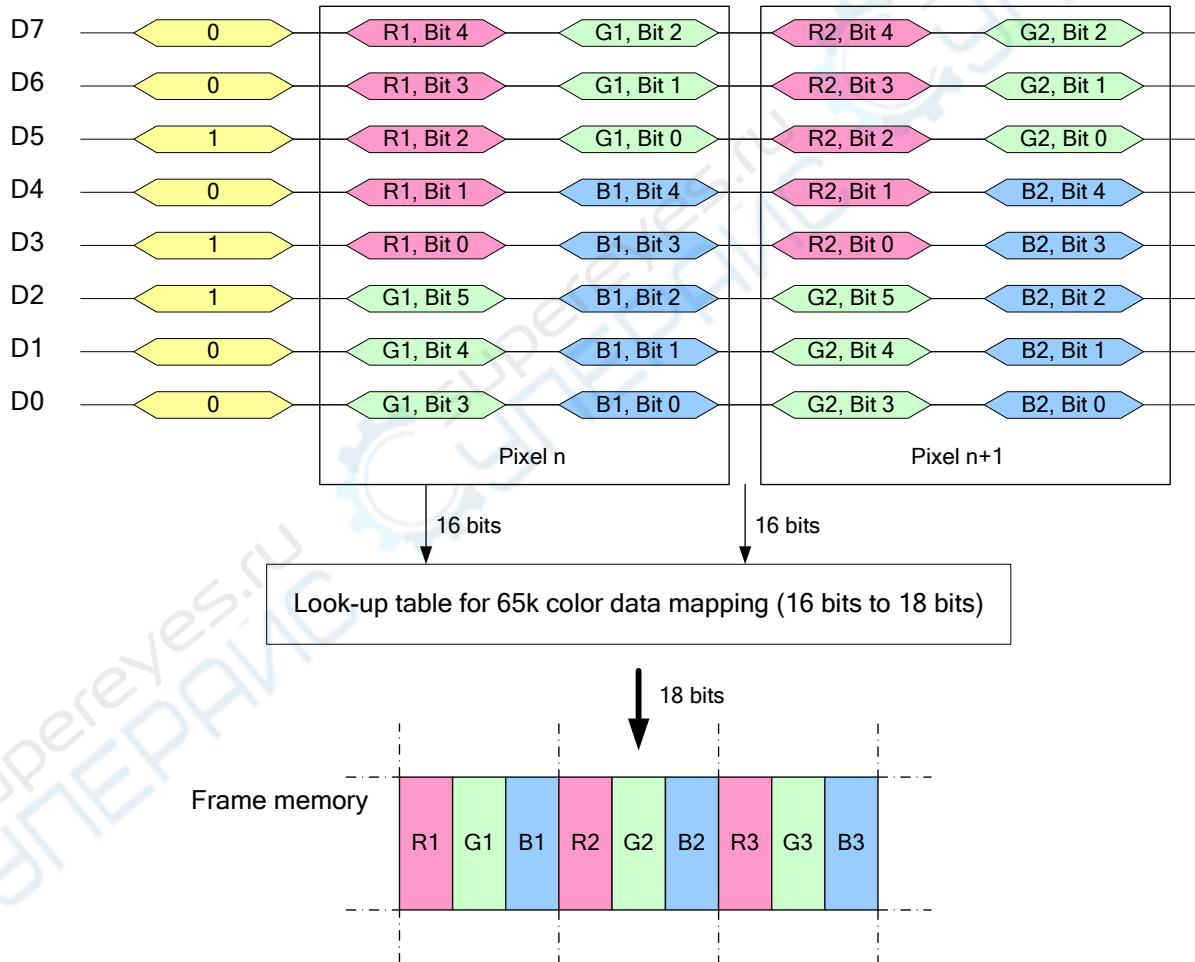 D7 0 R1, Bit 4 G1, Bit 2 R2, Bit 4 G2, Bit 2
D6 0 R1, Bit 3 G1, Bit 1 R2, Bit 3 G2, Bit 1
D5 1 R1, Bit 2 G1, Bit 0 R2, Bit 2 G2, Bit 0
D4 0 R1, Bit 1 B1, Bit 4 R2, Bit 1 B2, Bit 4
D3 1 R1, Bit 0 B1, Bit 3 R2, Bit 0 B2, Bit 3
D2 1 G1, Bit 5 B1, Bit 2 G2, Bit 5 B2, Bit 2
D1 0 G1, Bit 4 B1, Bit 1 G2, Bit 4 B2, Bit 1
D0 0 G1, Bit 3 B1, Bit 0 G2, Bit 3 B2, Bit 0
Pixel n Pixel n+1
16 bits 16 bits
Look-up table for 65k color data mapping (16 bits to 18 bits)
18 bits
Frame memory
R1 G1 B1 R2 G2 B2 R3 G3 B3
supereyes.ru
СУПЕРАЙС
supereyes.ru